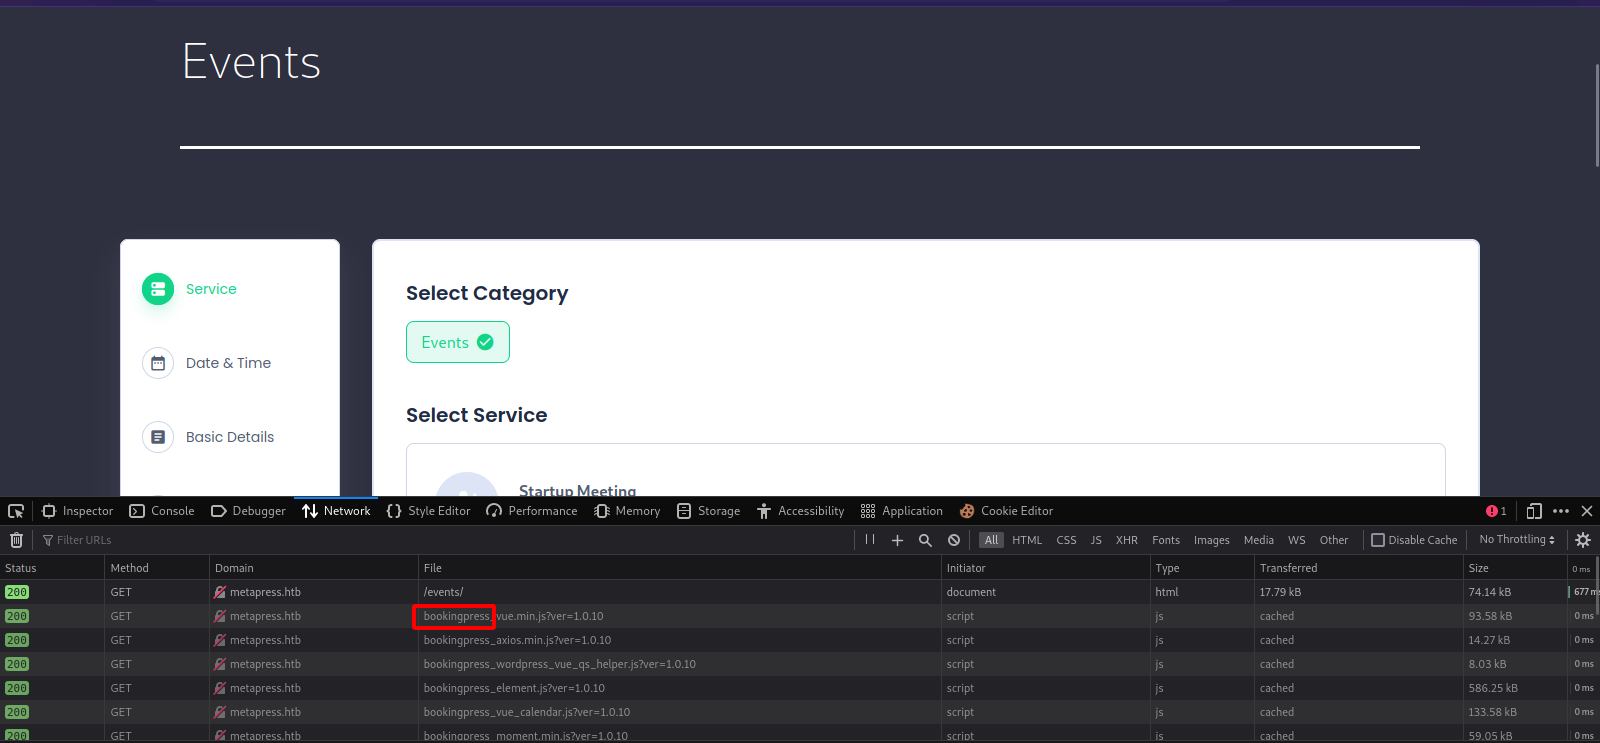 Events
Service
Date & Time
Basic Details
Select Category
Events
Select Service
Startup Meeting
Inspector Console Debugger Network Style Editor Performance Memory Storage Accessibility Application Cookie Editor 1
Filter URLs All HTML CSS JS XHR Fonts Images Media WS Other Disable Cache No Throttling
Status Method Domain File Initiator Type Transferred Size 0 ms
200 GET metapress.htb /events/ document html 17.79 kB 74.14 kB 677 ms
200 GET metapress.htb bookingpress_vue.min.js?ver=1.0.10 script js cached 93.58 kB 0 ms
200 GET metapress.htb bookingpress_axios.min.js?ver=1.0.10 script js cached 14.27 kB 0 ms
200 GET metapress.htb bookingpress_wordpress_vue_qs_helper.js?ver=1.0.10 script js cached 8.03 kB 0 ms
200 GET metapress.htb bookingpress_element.js?ver=1.0.10 script js cached 586.25 kB 0 ms
200 GET metapress.htb bookingpress_vue_calendar.js?ver=1.0.10 script js cached 133.58 kB 0 ms
200 GET metapress.htb bookingpress_moment.min.js?ver=1.0.10 script js cached 59.05 kB 0 ms